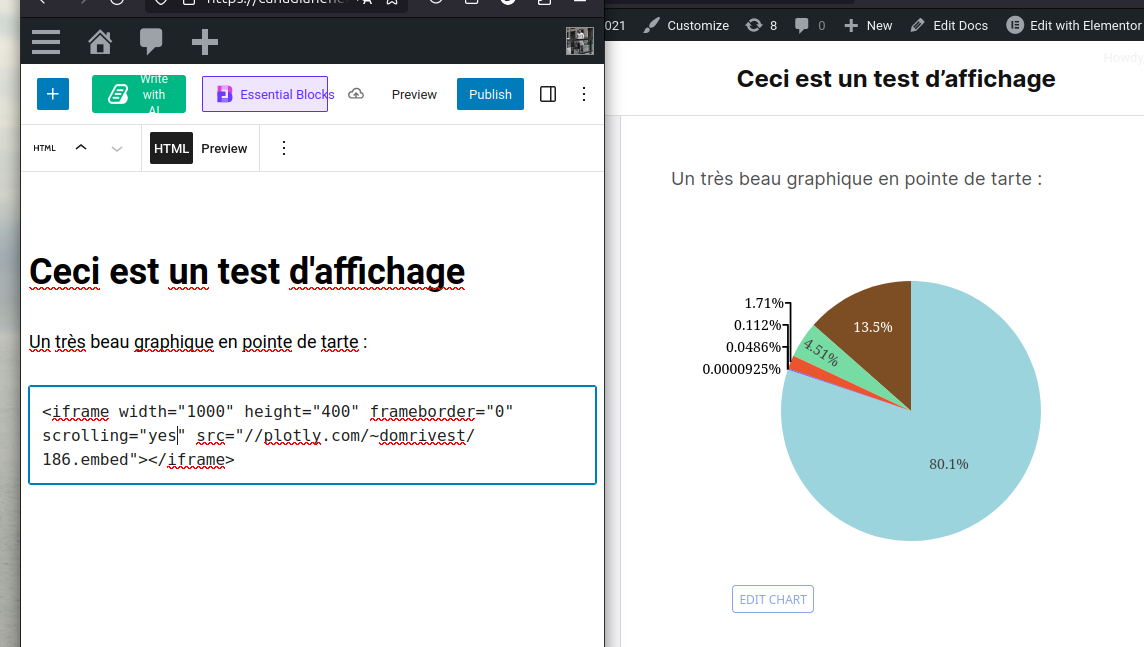 021 Customize 8 0 New Edit Docs Edit with Elementor
Howdy
Write with AI
Essential Blocks
Preview
Publish
HTML
HTML
Preview
Ceci est un test d'affichage
Un très beau graphique en pointe de tarte :
<iframe width="1000" height="400" frameborder="0"
scrolling="yes" src="//plotly.com/~domrivest/
186.embed"></iframe>
Ceci est un test d’affichage
Un très beau graphique en pointe de tarte :
1.71%
0.112%
0.0486%
0.0000925%
13.5%
4.51%
80.1%
EDIT CHART